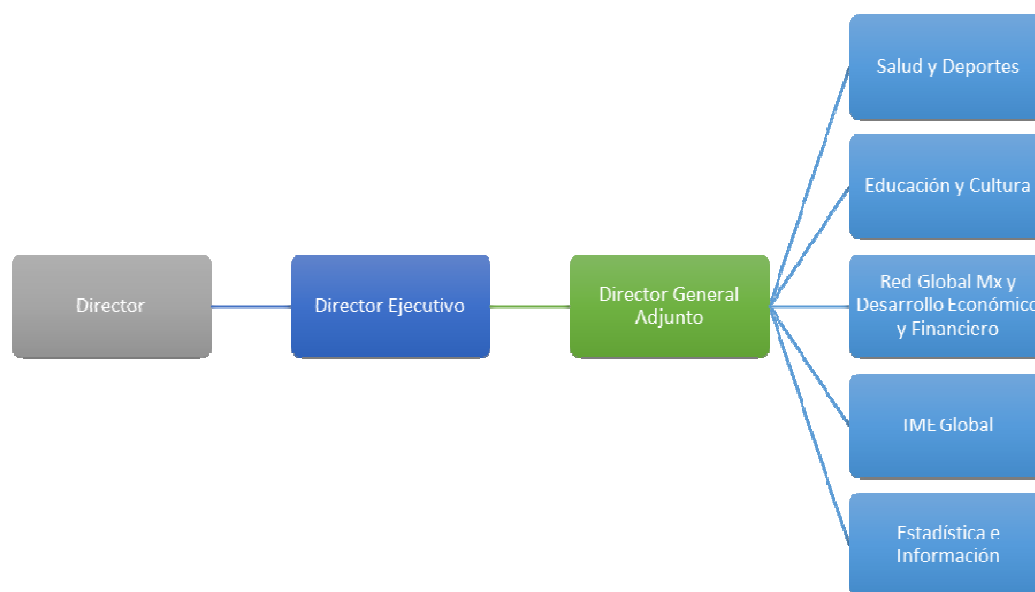 Director
Director Ejecutivo
Director General
Adjunto
Salud y Deportes
Educación y Cultura
Red Global Mx y
Desarrollo Económico
y Financiero
IME Global
Estadística e
Información